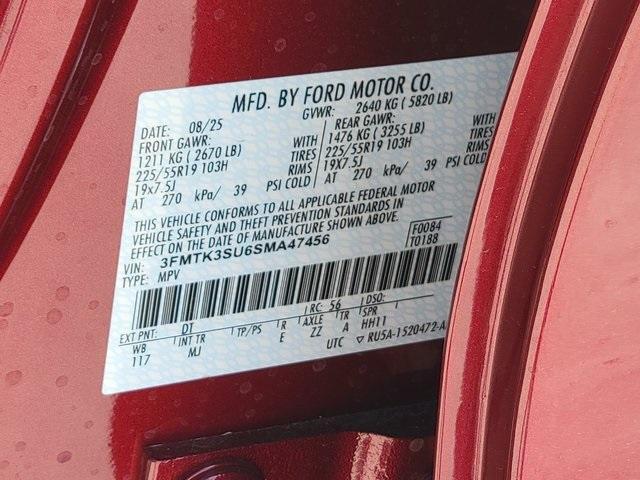 MFD. BY FORD MOTOR CO.
DATE: 08/25 GVWR: 2640 KG ( 5820 LB)
FRONT GAWR: WITH REAR GAWR: WITH
1211 KG ( 2670 LB) TIRES 1476 KG ( 3255 LB) TIRES
225/55R19 103H RIMS 225/55R19 103H RIMS
19x7.5J 19X7.5J
AT 270 kPa/ 39 PSI COLD AT 270 kPa/ 39 PSI COLD
THIS VEHICLE CONFORMS TO ALL APPLICABLE FEDERAL MOTOR
VEHICLE SAFETY AND THEFT PREVENTION STANDARDS IN
EFFECT ON THE DATE OF MANUFACTURE SHOWN ABOVE.
VIN: 3FMTK3SU6SMA47456 F0084
TYPE: MPV T0188
EXT PNT: DT RC: 56 DSO:
WB INT TR TP/PS R AXLE TR SPR
117 MJ E ZZ A HH11
UTC ▽ RU5A-1520472-A